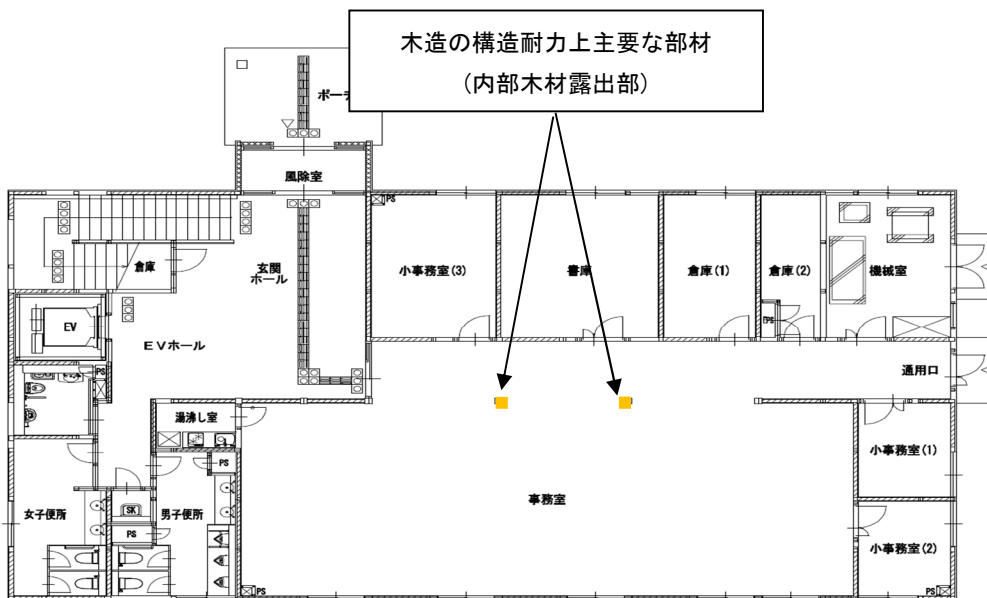 木造の構造耐力上主要な部材
(内部木材露出部)
ポーチ
風除室
PS
倉庫
玄関
ホール
小事務室(3)
書庫
倉庫(1)
倉庫(2)
機械室
EV
EVホール
EPS
通用口
PS
湯沸し室
小事務室(1)
PS
事務室
女子便所
SK
男子便所
PS
小事務室(2)
PS
PS